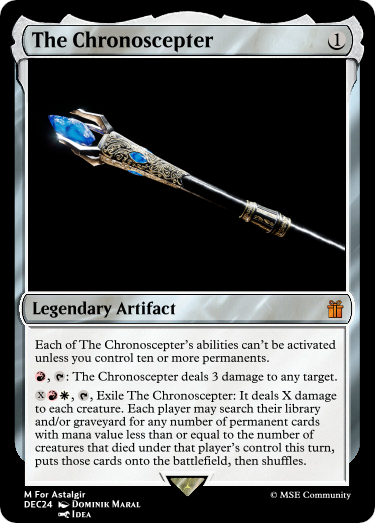 The Chronoscepter 1
Legendary Artifact
Each of The Chronoscepter's abilities can't be activated
unless you control ten or more permanents.
, : The Chronoscepter deals 3 damage to any target.
X , , Exile The Chronoscepter: It deals X damage
to each creature. Each player may search their library
and/or graveyard for any number of permanent cards
with mana value less than or equal to the number of
creatures that died under that player's control this turn,
puts those cards onto the battlefield, then shuffles.
M For Astalgir
DEC24 Dominik Maral
Idea
© MSE Community